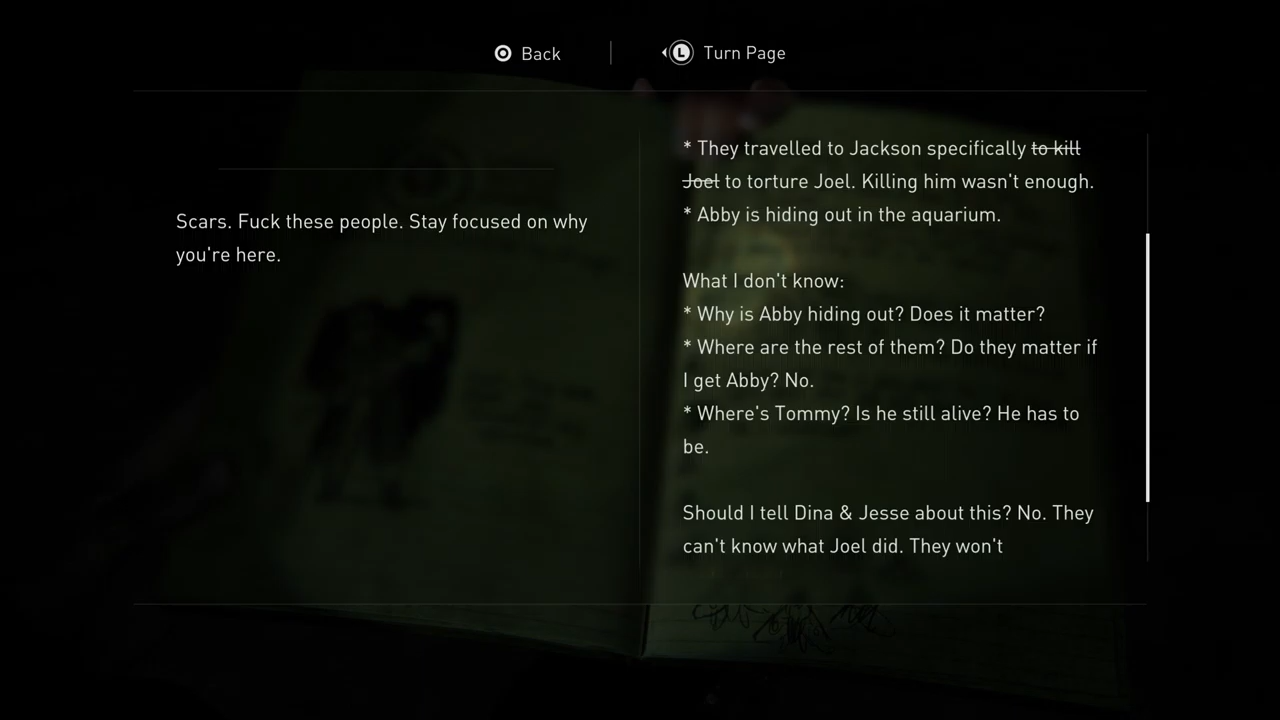 Back
L Turn Page
Scars. Fuck these people. Stay focused on why
you're here.
* They travelled to Jackson specifically to kill
Joel to torture Joel. Killing him wasn't enough.
* Abby is hiding out in the aquarium.
What I don't know:
* Why is Abby hiding out? Does it matter?
* Where are the rest of them? Do they matter if
I get Abby? No.
* Where's Tommy? Is he still alive? He has to
be.
Should I tell Dina & Jesse about this? No. They
can't know what Joel did. They won't